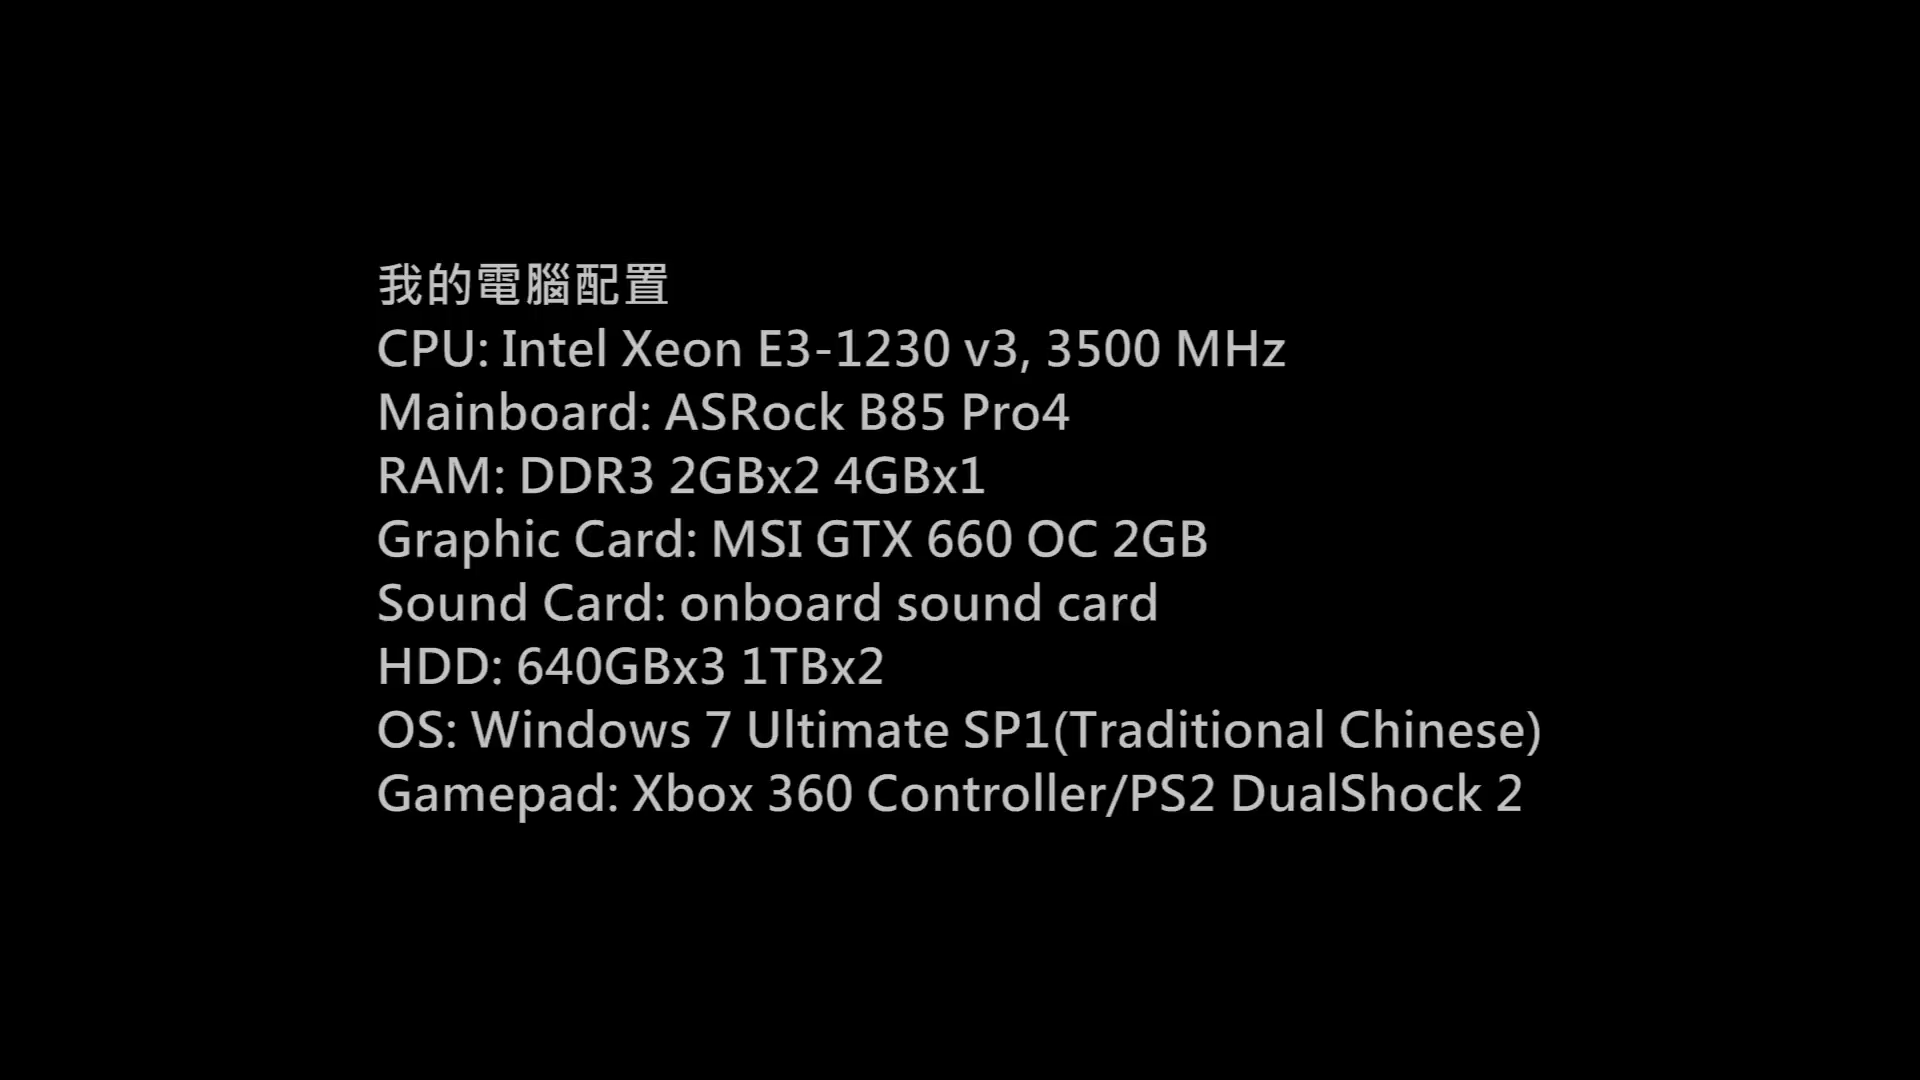 我的電腦配置
CPU: Intel Xeon E3-1230 v3, 3500 MHz
Mainboard: ASRock B85 Pro4
RAM: DDR3 2GBx2 4GBx1
Graphic Card: MSI GTX 660 OC 2GB
Sound Card: onboard sound card
HDD: 640GBx3 1TBx2
OS: Windows 7 Ultimate SP1(Traditional Chinese)
Gamepad: Xbox 360 Controller/PS2 DualShock 2